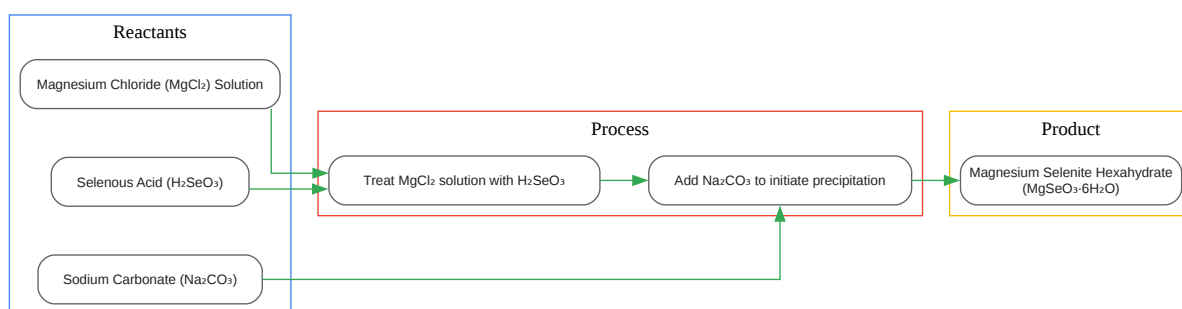 Reactants
Magnesium Chloride (MgCl₂) Solution
Selenous Acid (H₂SeO₃)
Sodium Carbonate (Na₂CO₃)
Process
Treat MgCl₂ solution with H₂SeO₃
Add Na₂CO₃ to initiate precipitation
Product
Magnesium Selenite Hexahydrate
(MgSeO₃·6H₂O)